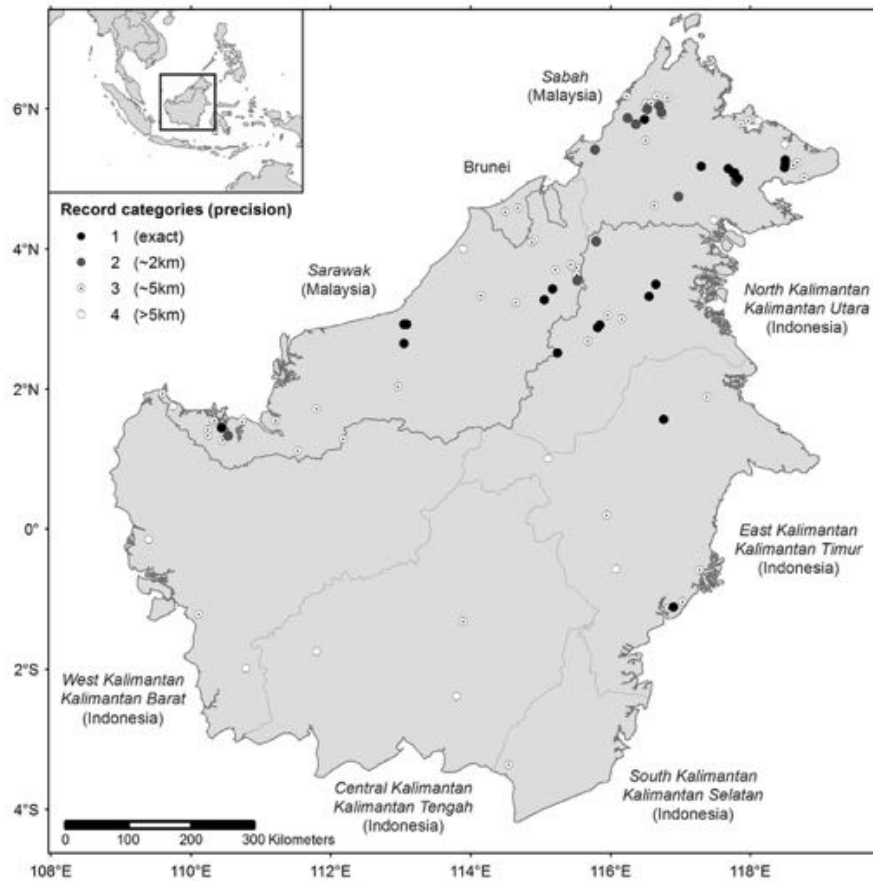 6°N
4°N
2°N
0°
2°S
4°S
Sabah
(Malaysia)
Brunei
Record categories (precision)
1 (exact)
2 (~2km)
3 (~5km)
4 (>5km)
Sarawak
(Malaysia)
North Kalimantan
Kalimantan Utara
(Indonesia)
East Kalimantan
Kalimantan Timur
(Indonesia)
West Kalimantan
Kalimantan Barat
(Indonesia)
Central Kalimantan
Kalimantan Tengah
(Indonesia)
South Kalimantan
Kalimantan Selatan
(Indonesia)
0 100 200 300 Kilometers
108°E 110°E 112°E 114°E 116°E 118°E